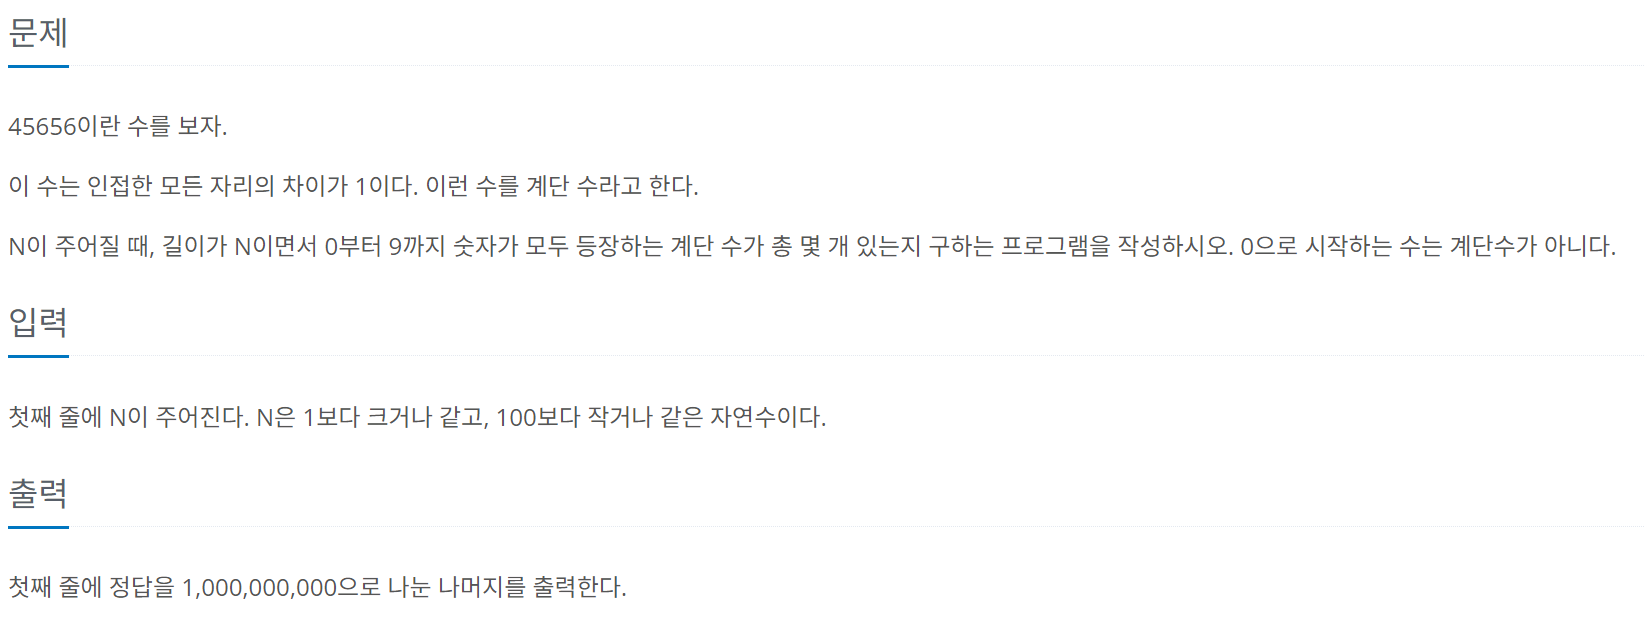 문제
45656이란 수를 보자.
이 수는 인접한 모든 자리의 차이가 1이다. 이런 수를 계단 수라고 한다.
N이 주어질 때, 길이가 N이면서 0부터 9까지 숫자가 모두 등장하는 계단 수가 총 몇 개 있는지 구하는 프로그램을 작성하시오. 0으로 시작하는 수는 계단수가 아니다.
입력
첫째 줄에 N이 주어진다. N은 1보다 크거나 같고, 100보다 작거나 같은 자연수이다.
출력
첫째 줄에 정답을 1,000,000,000으로 나눈 나머지를 출력한다.